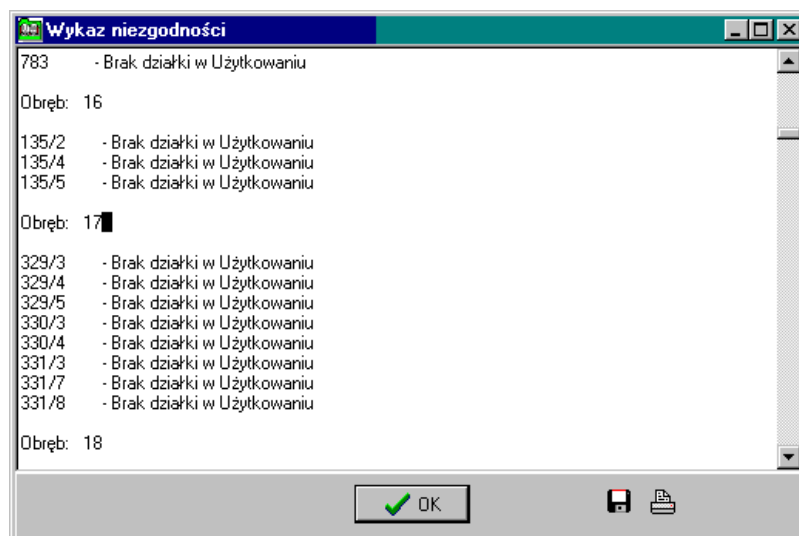 Wykaz niezgodności
783 - Brak działki w Użytkowaniu
Obręb: 16
135/2 - Brak działki w Użytkowaniu
135/4 - Brak działki w Użytkowaniu
135/5 - Brak działki w Użytkowaniu
Obręb: 17
329/3 - Brak działki w Użytkowaniu
329/4 - Brak działki w Użytkowaniu
329/5 - Brak działki w Użytkowaniu
330/3 - Brak działki w Użytkowaniu
330/4 - Brak działki w Użytkowaniu
331/3 - Brak działki w Użytkowaniu
331/7 - Brak działki w Użytkowaniu
331/8 - Brak działki w Użytkowaniu
Obręb: 18
OK